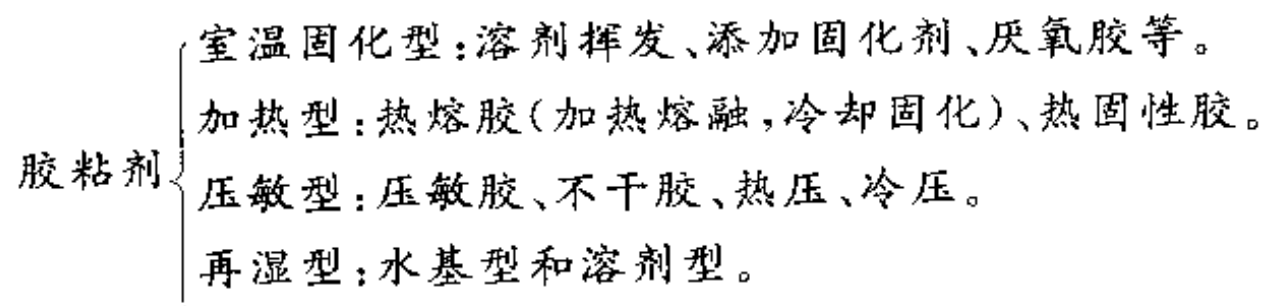 室温固化型:溶剂挥发、添加固化剂、厌氧胶等。
加热型:热熔胶(加热熔融,冷却固化)、热固性胶。
胶粘剂
压敏型:压敏胶、不干胶、热压、冷压。
再湿型:水基型和溶剂型。